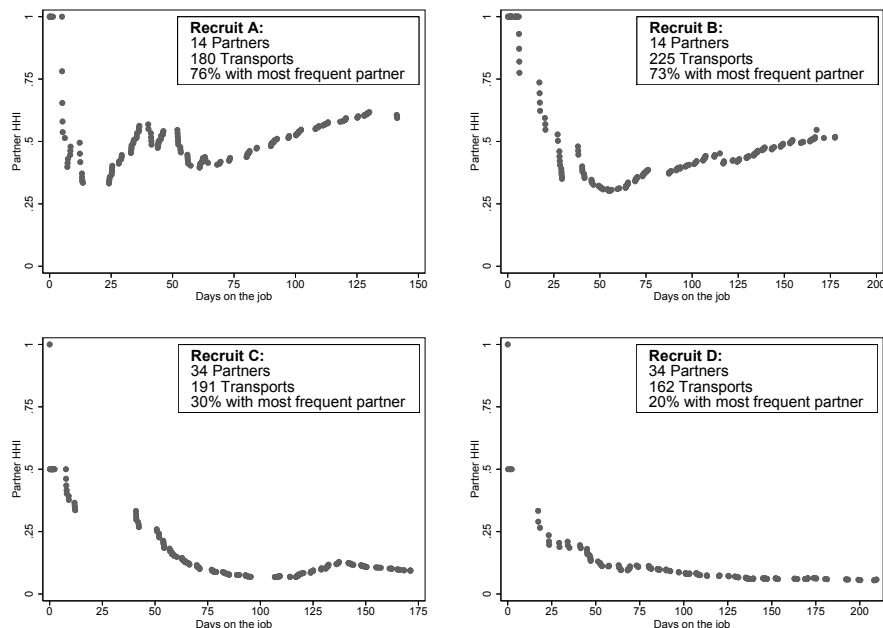 Recruit A:
14 Partners
180 Transports
76% with most frequent partner
Partner HHI
0 .25 .5 .75 1
0 25 50 75 100 125 150
Days on the job
Recruit B:
14 Partners
225 Transports
73% with most frequent partner
Partner HHI
0 .25 .5 .75 1
0 25 50 75 100 125 150 175 200
Days on the job
Recruit C:
34 Partners
191 Transports
30% with most frequent partner
Partner HHI
0 .25 .5 .75 1
0 25 50 75 100 125 150 175
Days on the job
Recruit D:
34 Partners
162 Transports
20% with most frequent partner
Partner HHI
0 .25 .5 .75 1
0 25 50 75 100 125 150 175 200
Days on the job